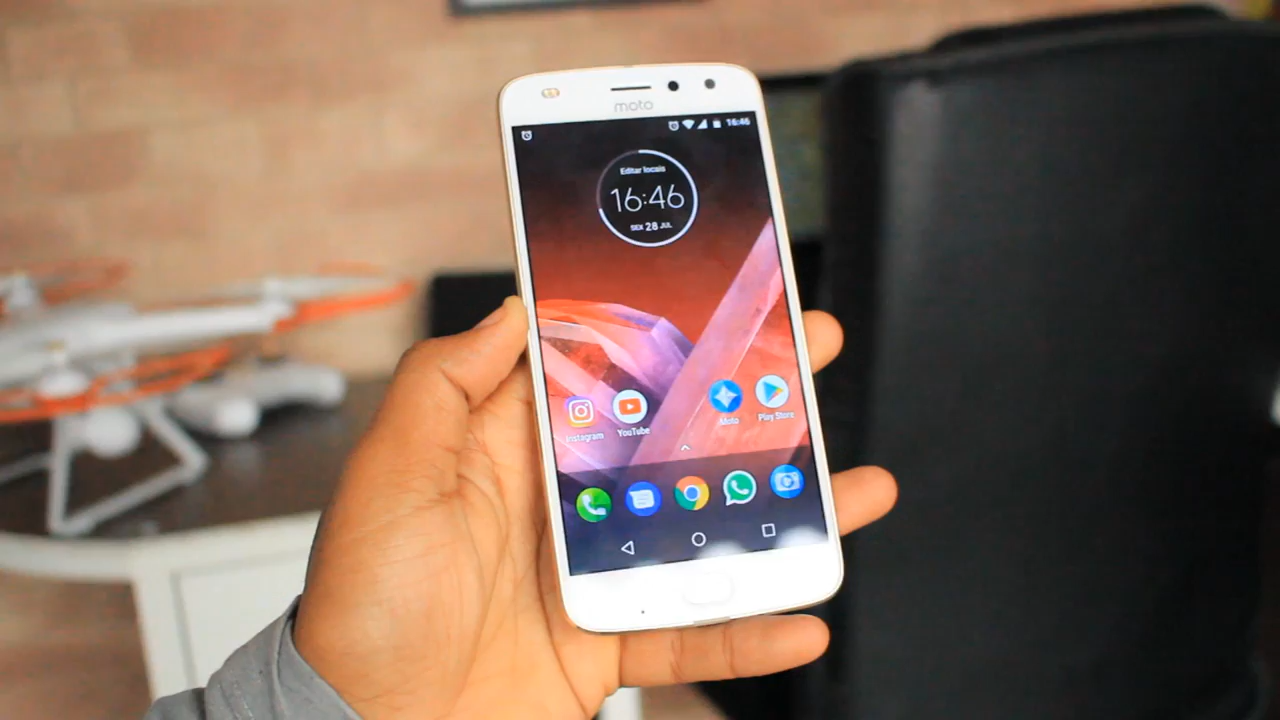 moto
16:46
Editar locais
16:46
SEX 28 JUL
Instagram
YouTube
Moto
Play Store